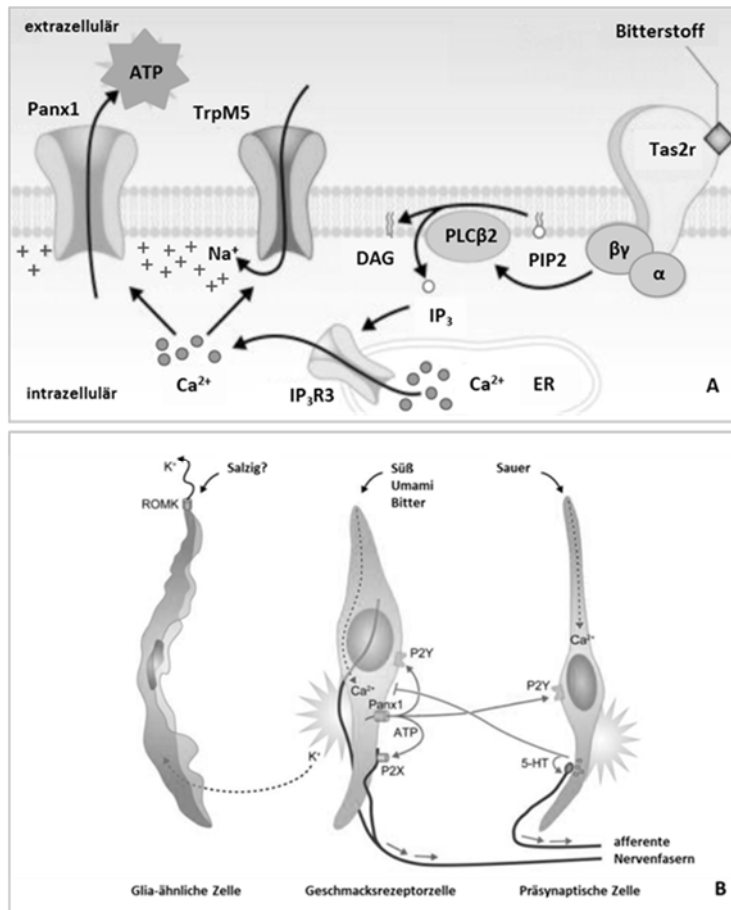 extrazellulär
Bitterstoff
ATP
Panx1
TrpM5
Tas2r
Na⁺
DAG
PLCβ2
PIP2
βγ
α
IP₃
Ca²⁺
IP₃R3
Ca²⁺
ER
intrazellulär
A
K⁺
Salzig?
ROMK
Süß
Umami
Bitter
Sauer
Ca²⁺
P2Y
P2Y
Ca²⁺
Panx1
ATP
K⁺
P2X
5-HT
afferente
Nervenfasern
B
Glia-ähnliche Zelle
Geschmacksrezeptorzelle
Präsynaptische Zelle